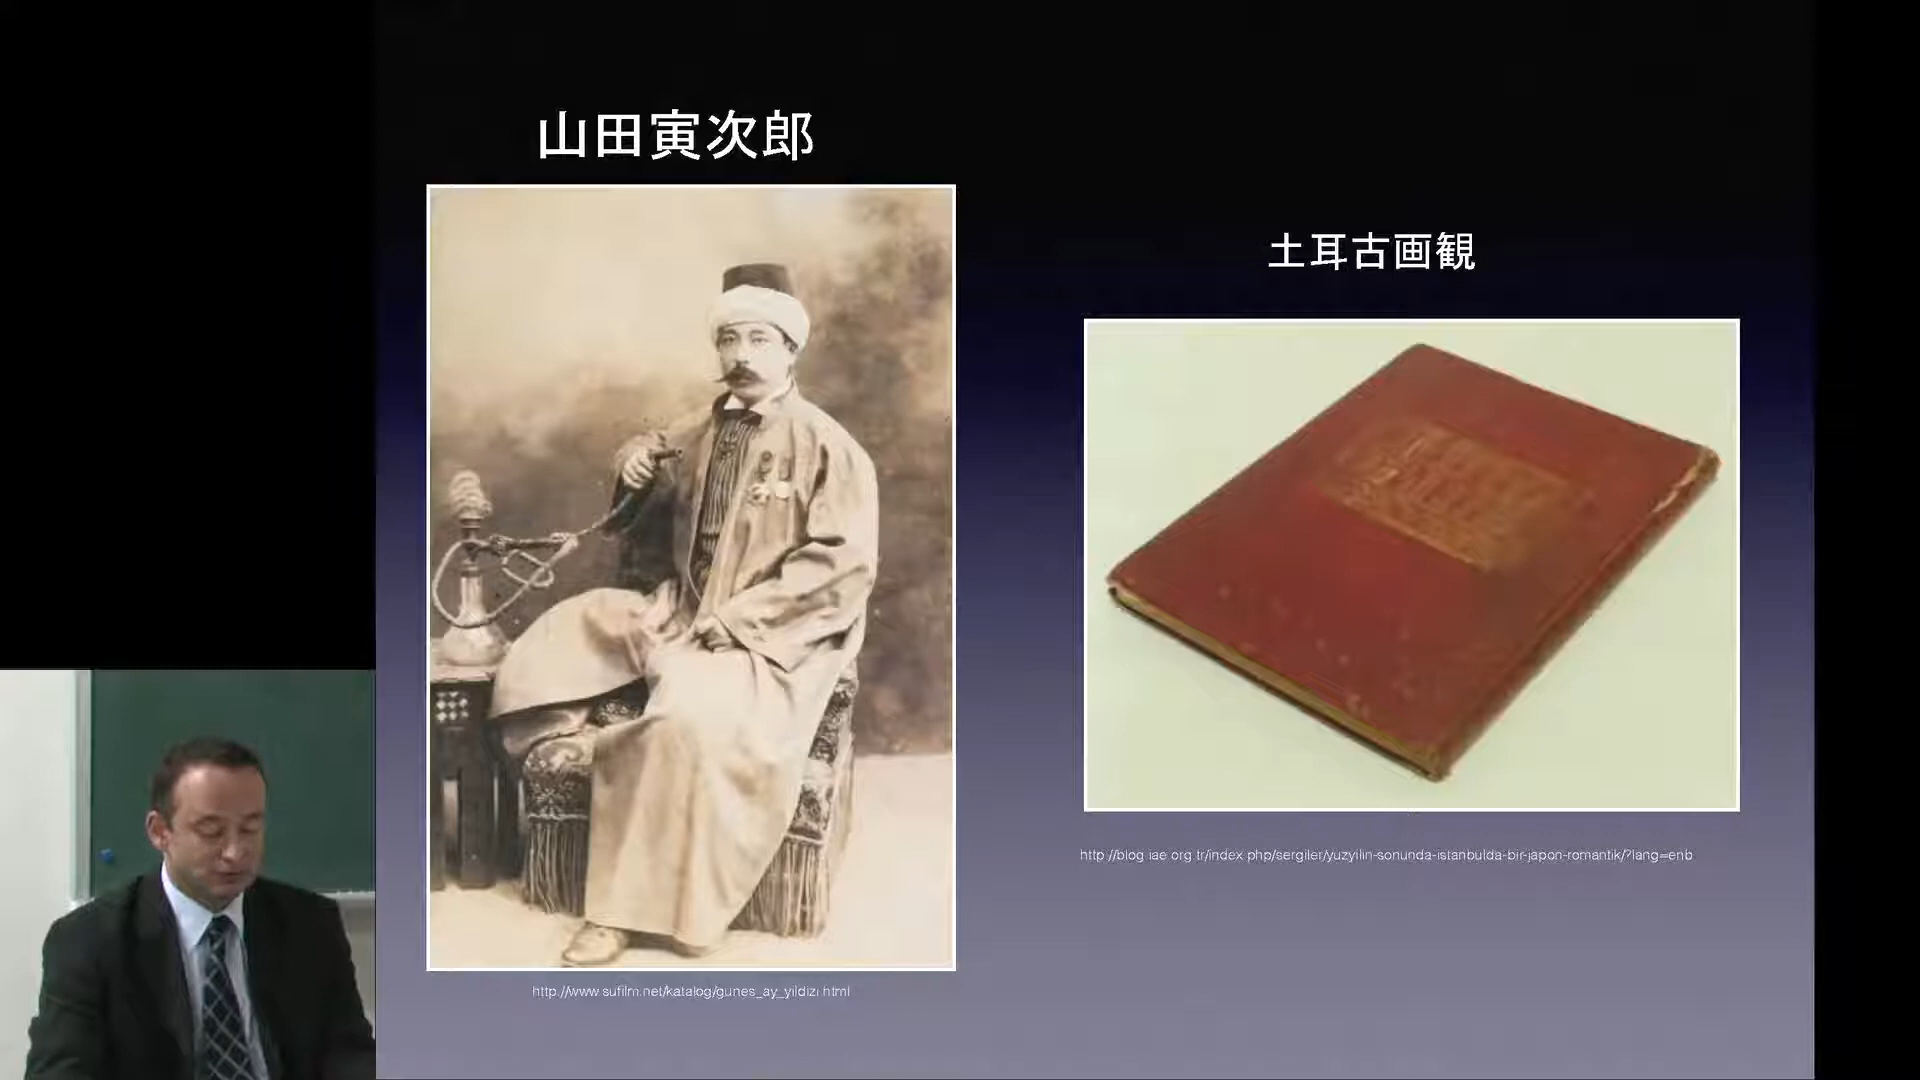 山田寅次郎
土耳古画観
http://blog.iae.org.tr/index.php/sergiler/yuzyilin-sonunda-istanbulda-bir-japon-romantik/?lang=enb
http://www.sufilm.net/katalog/gunes_ay_yildizi.html